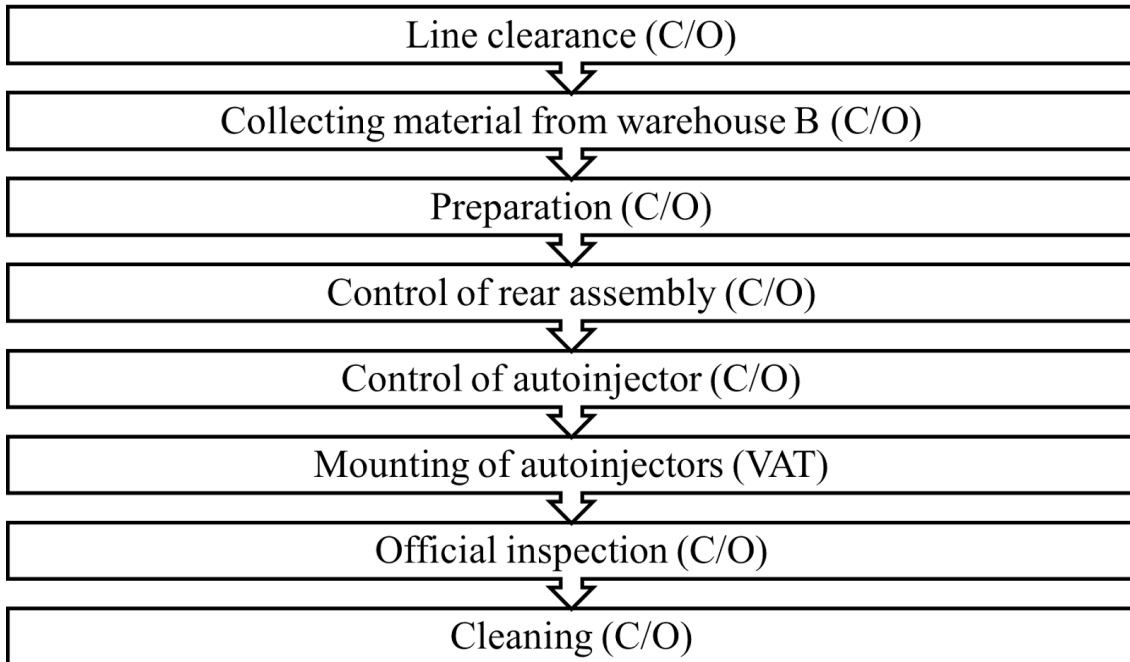 Line clearance (C/O)
Collecting material from warehouse B (C/O)
Preparation (C/O)
Control of rear assembly (C/O)
Control of autoinjector (C/O)
Mounting of autoinjectors (VAT)
Official inspection (C/O)
Cleaning (C/O)